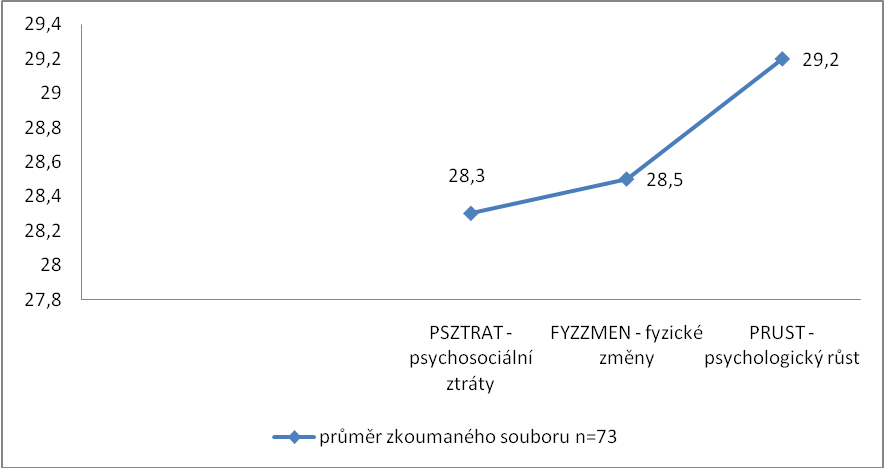 29,4
29,2
29
28,8
28,6
28,4
28,2
28
27,8
28,3
28,5
29,2
PSZTRAT -
psychosociální
ztráty
FYZZMEN - fyzické
změny
PRUST -
psychologický růst
průměr zkoumaného souboru n=73